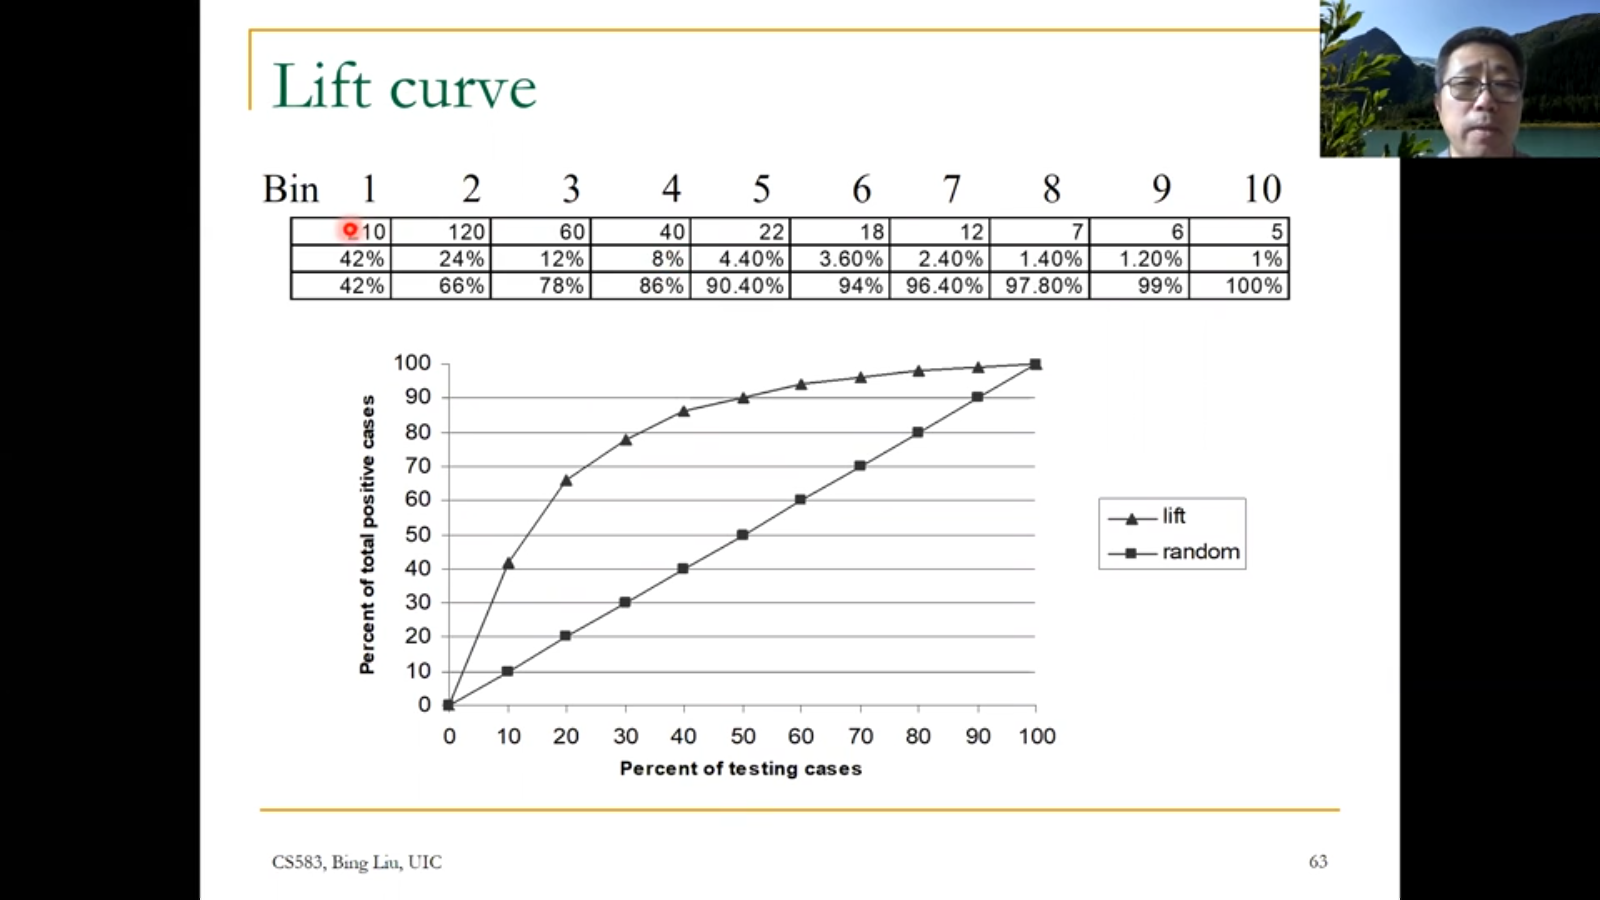 Lift curve
Bin 1 2 3 4 5 6 7 8 9 10
10 120 60 40 22 18 12 7 6 5
42% 24% 12% 8% 4.40% 3.60% 2.40% 1.40% 1.20% 1%
42% 66% 78% 86% 90.40% 94% 96.40% 97.80% 99% 100%
100
90
80
70
60
50
40
30
20
10
0
Percent of total positive cases
0 10 20 30 40 50 60 70 80 90 100
Percent of testing cases
lift
random
CS583, Bing Liu, UIC
63